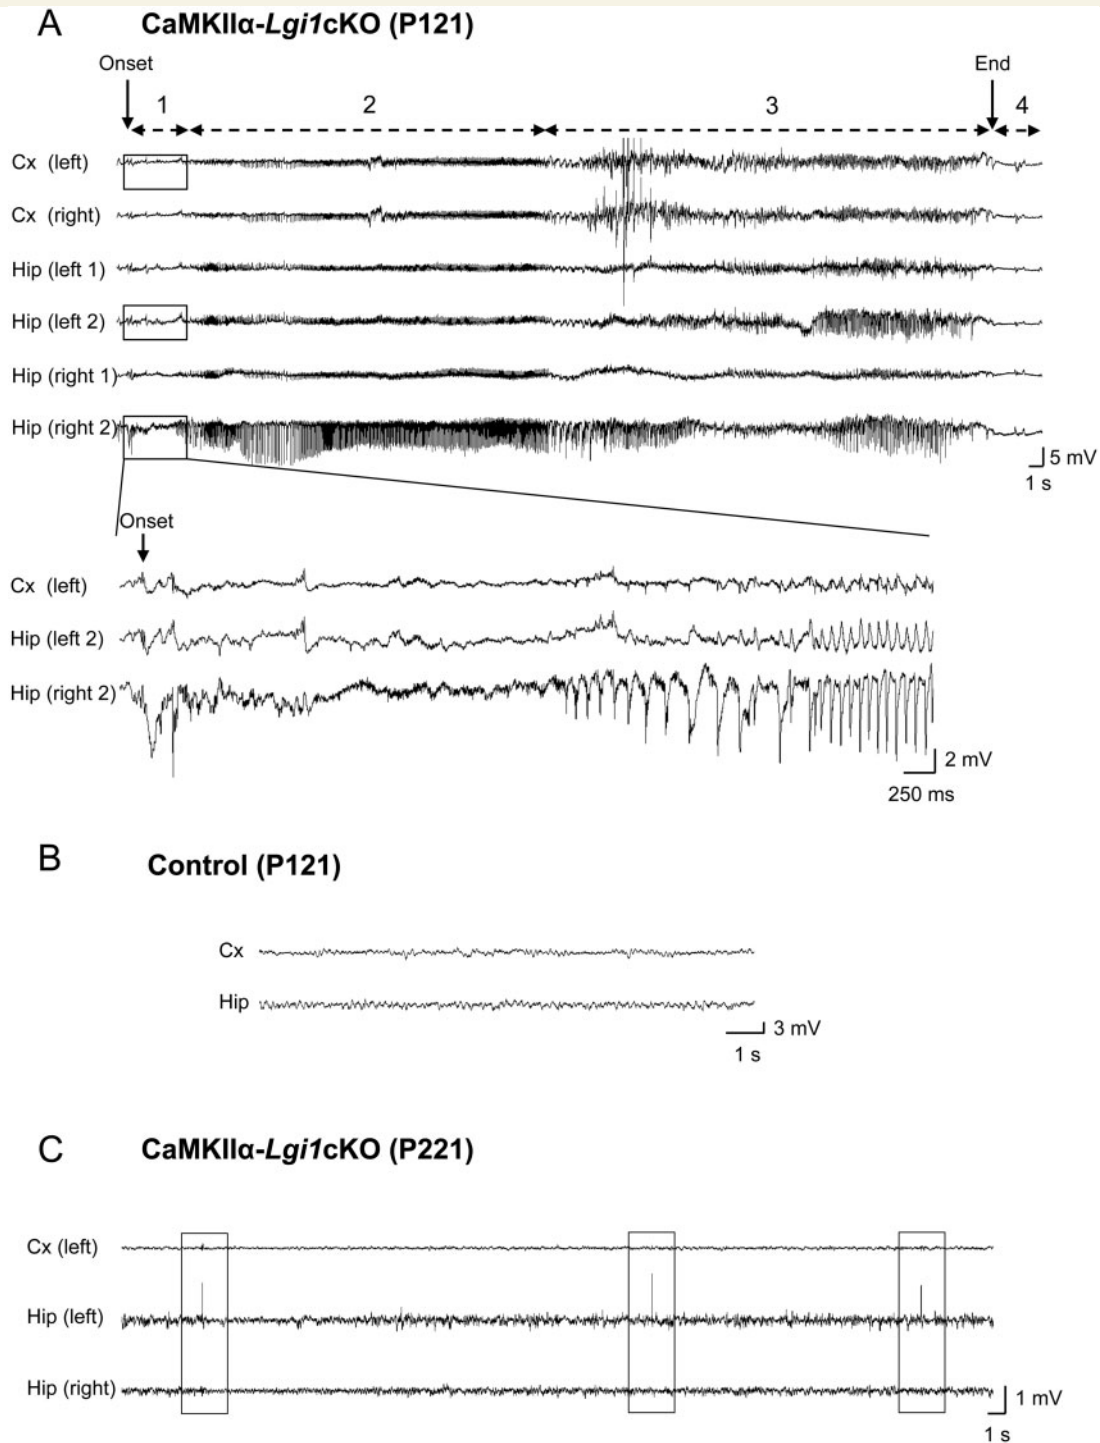 A
CaMKIIα-Lgi1cKO (P121)
Onset
End
1
2
3
4
Cx (left)
Cx (right)
Hip (left 1)
Hip (left 2)
Hip (right 1)
Hip (right 2)
5 mV
1 s
Onset
Cx (left)
Hip (left 2)
Hip (right 2)
2 mV
250 ms
B
Control (P121)
Cx
Hip
3 mV
1 s
C
CaMKIIα-Lgi1cKO (P221)
Cx (left)
Hip (left)
Hip (right)
1 mV
1 s